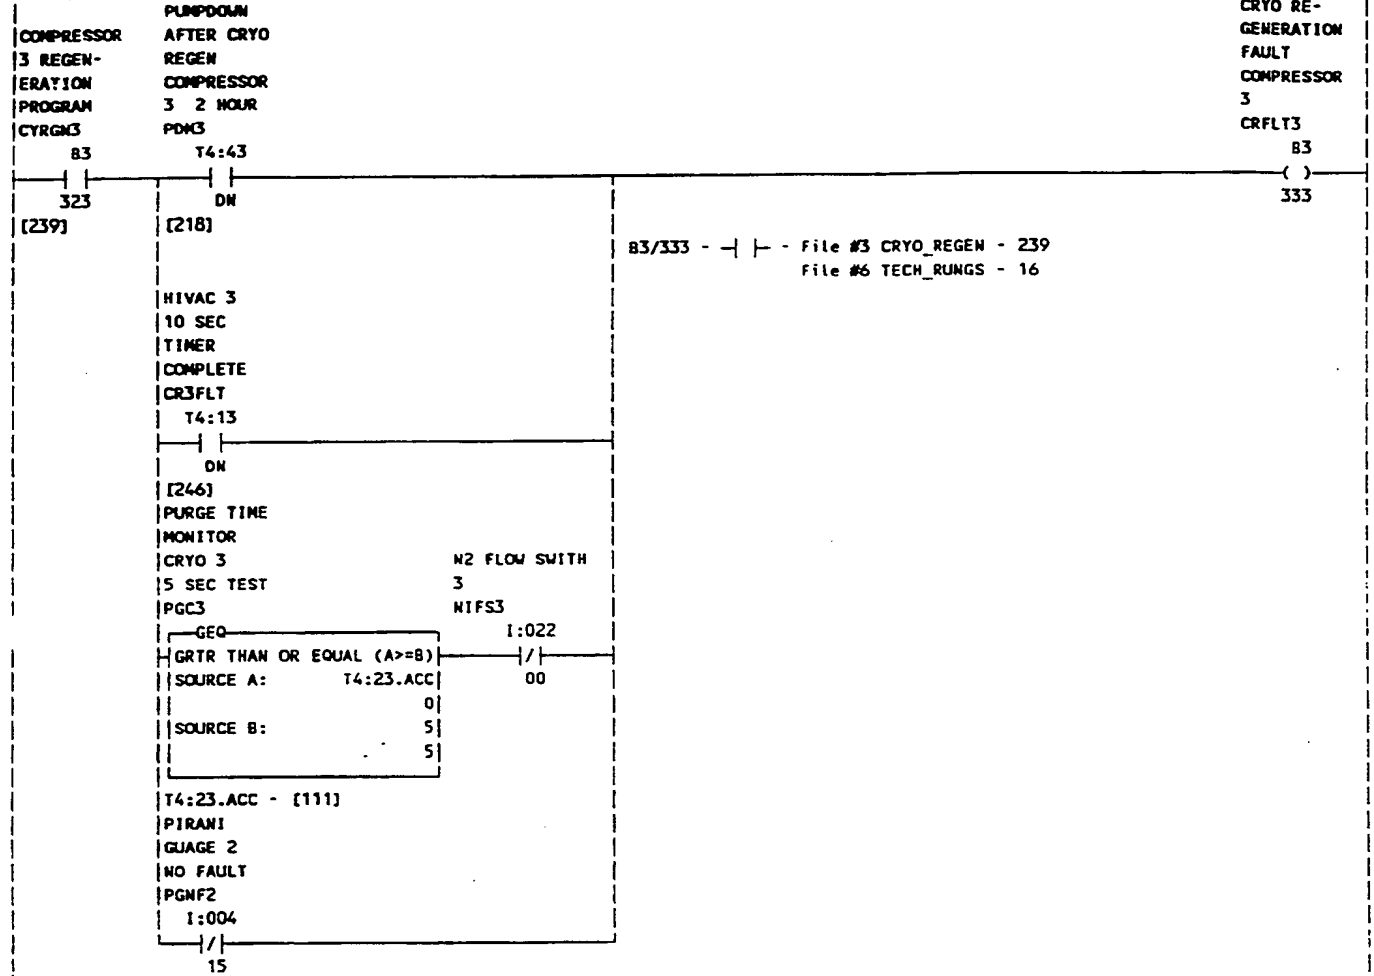 PUMPDOWN
COMPRESSOR AFTER CRYO
3 REGEN- REGEN
ERATION COMPRESSOR
PROGRAM 3 2 HOUR
CYRGN3 PDN3
B3 T4:43
323 DN
[239] [218]
CRYO RE-
GENERATION
FAULT
COMPRESSOR
3
CRFLT3
B3
( )
333
B3/333 - ─┤ ├─ - File #3 CRYO_REGEN - 239
File #6 TECH_RUNGS - 16
HIVAC 3
10 SEC
TIMER
COMPLETE
CR3FLT
T4:13
DN
[246]
PURGE TIME
MONITOR
CRYO 3
5 SEC TEST
PGC3
N2 FLOW SWITH
3
NIFS3
I:022
/
00
GEQ
GRTR THAN OR EQUAL (A>=B)
SOURCE A: T4:23.ACC
0
SOURCE B: 5
5
T4:23.ACC - [111]
PIRANI
GUAGE 2
NO FAULT
PGNF2
I:004
/
15